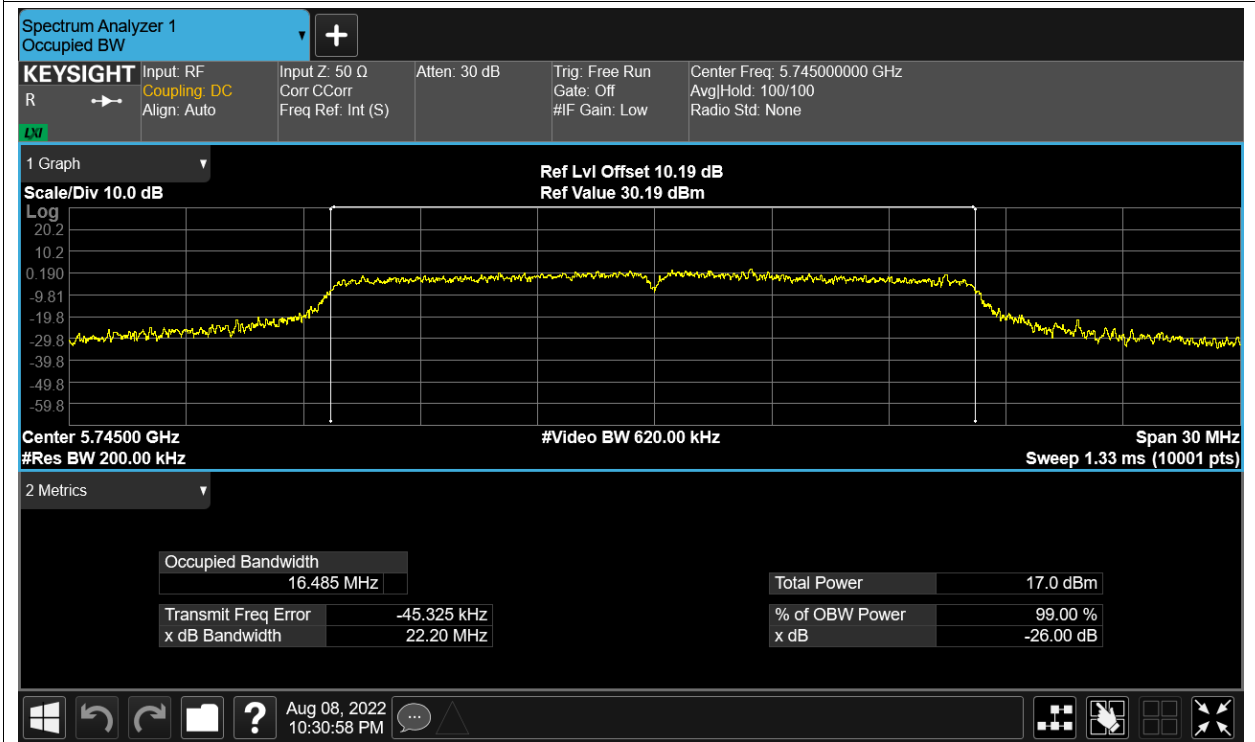 Spectrum Analyzer 1
Occupied BW
KEYSIGHT
R
LXI
Input: RF
Coupling: DC
Align: Auto
Input Z: 50 Ω
Corr CCorr
Freq Ref: Int (S)
Atten: 30 dB
Trig: Free Run
Gate: Off
#IF Gain: Low
Center Freq: 5.745000000 GHz
Avg|Hold: 100/100
Radio Std: None
1 Graph
Scale/Div 10.0 dB
Ref Lvl Offset 10.19 dB
Ref Value 30.19 dBm
Log
20.2
10.2
0.190
-9.81
-19.8
-29.8
-39.8
-49.8
-59.8
Center 5.74500 GHz
#Res BW 200.00 kHz
#Video BW 620.00 kHz
Span 30 MHz
Sweep 1.33 ms (10001 pts)
2 Metrics
Occupied Bandwidth
16.485 MHz
Transmit Freq Error -45.325 kHz
x dB Bandwidth 22.20 MHz
Total Power 17.0 dBm
% of OBW Power 99.00 %
x dB -26.00 dB
?
Aug 08, 2022
10:30:58 PM